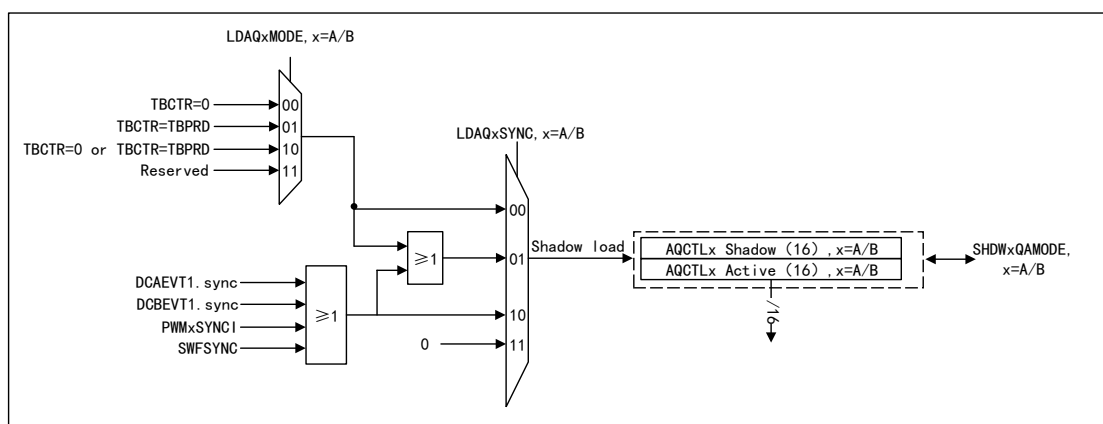 LDAQxMODE, x=A/B
TBCTR=0
00
TBCTR=TBPRD
01
TBCTR=0 or TBCTR=TBPRD
10
Reserved
11
LDAQxSYNC, x=A/B
00
≥1
01
Shadow load
AQCTLx Shadow (16) ,x=A/B
AQCTLx Active (16) ,x=A/B
SHDWxQAMODE,
x=A/B
DCAEVT1.sync
DCBEVT1.sync
PWMxSYNCI
SWFSYNC
≥1
10
0
11
/16